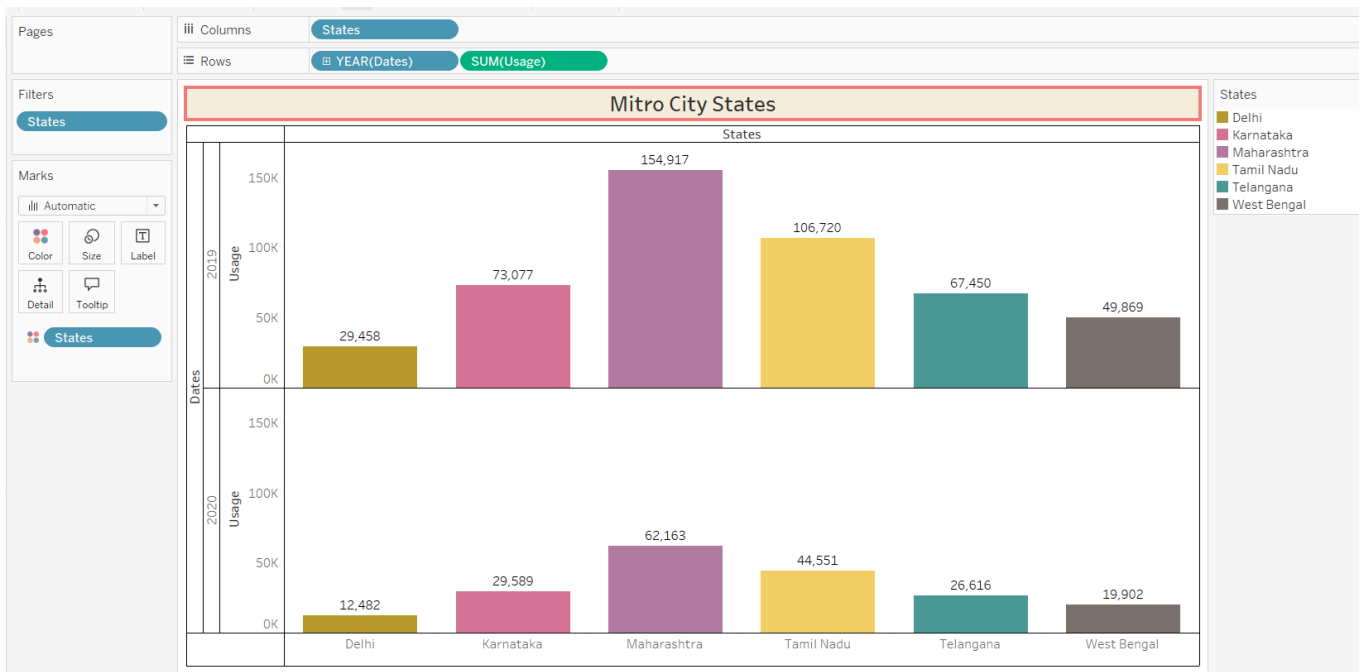 Pages
iii Columns
States
Rows
YEAR(Dates)
SUM(Usage)
Filters
States
Marks
Automatic
Color
Size
Label
Detail
Tooltip
States
Mitro City States
States
Dates
2019
Usage
150K
100K
50K
0K
29,458
73,077
154,917
106,720
67,450
49,869
2020
Usage
150K
100K
50K
0K
12,482
29,589
62,163
44,551
26,616
19,902
Delhi
Karnataka
Maharashtra
Tamil Nadu
Telangana
West Bengal
States
Delhi
Karnataka
Maharashtra
Tamil Nadu
Telangana
West Bengal